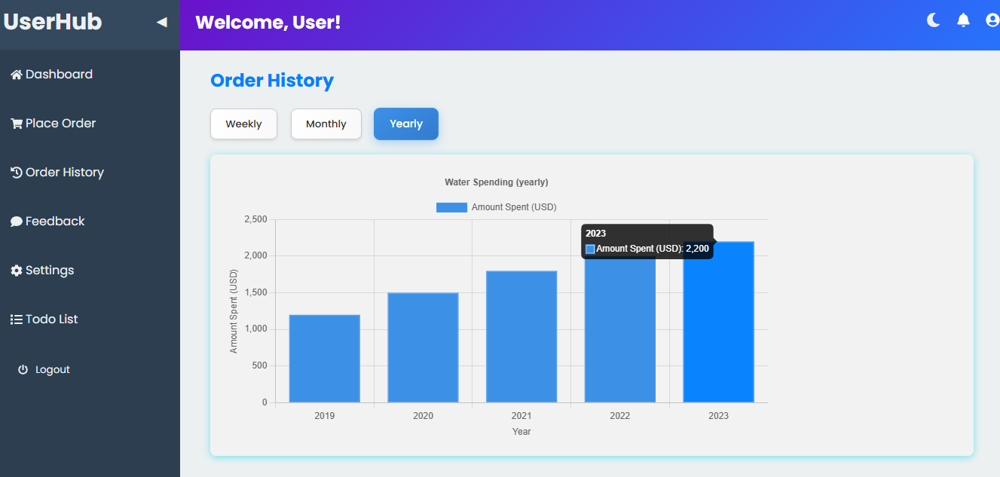 UserHub
Welcome, User!
Dashboard
Place Order
Order History
Feedback
Settings
Todo List
Logout
Order History
Weekly Monthly Yearly
Water Spending (yearly)
Amount Spent (USD)
2,500
2,000
1,500
1,000
500
0
Amount Spent (USD)
2023
Amount Spent (USD): 2,200
2019 2020 2021 2022 2023
Year